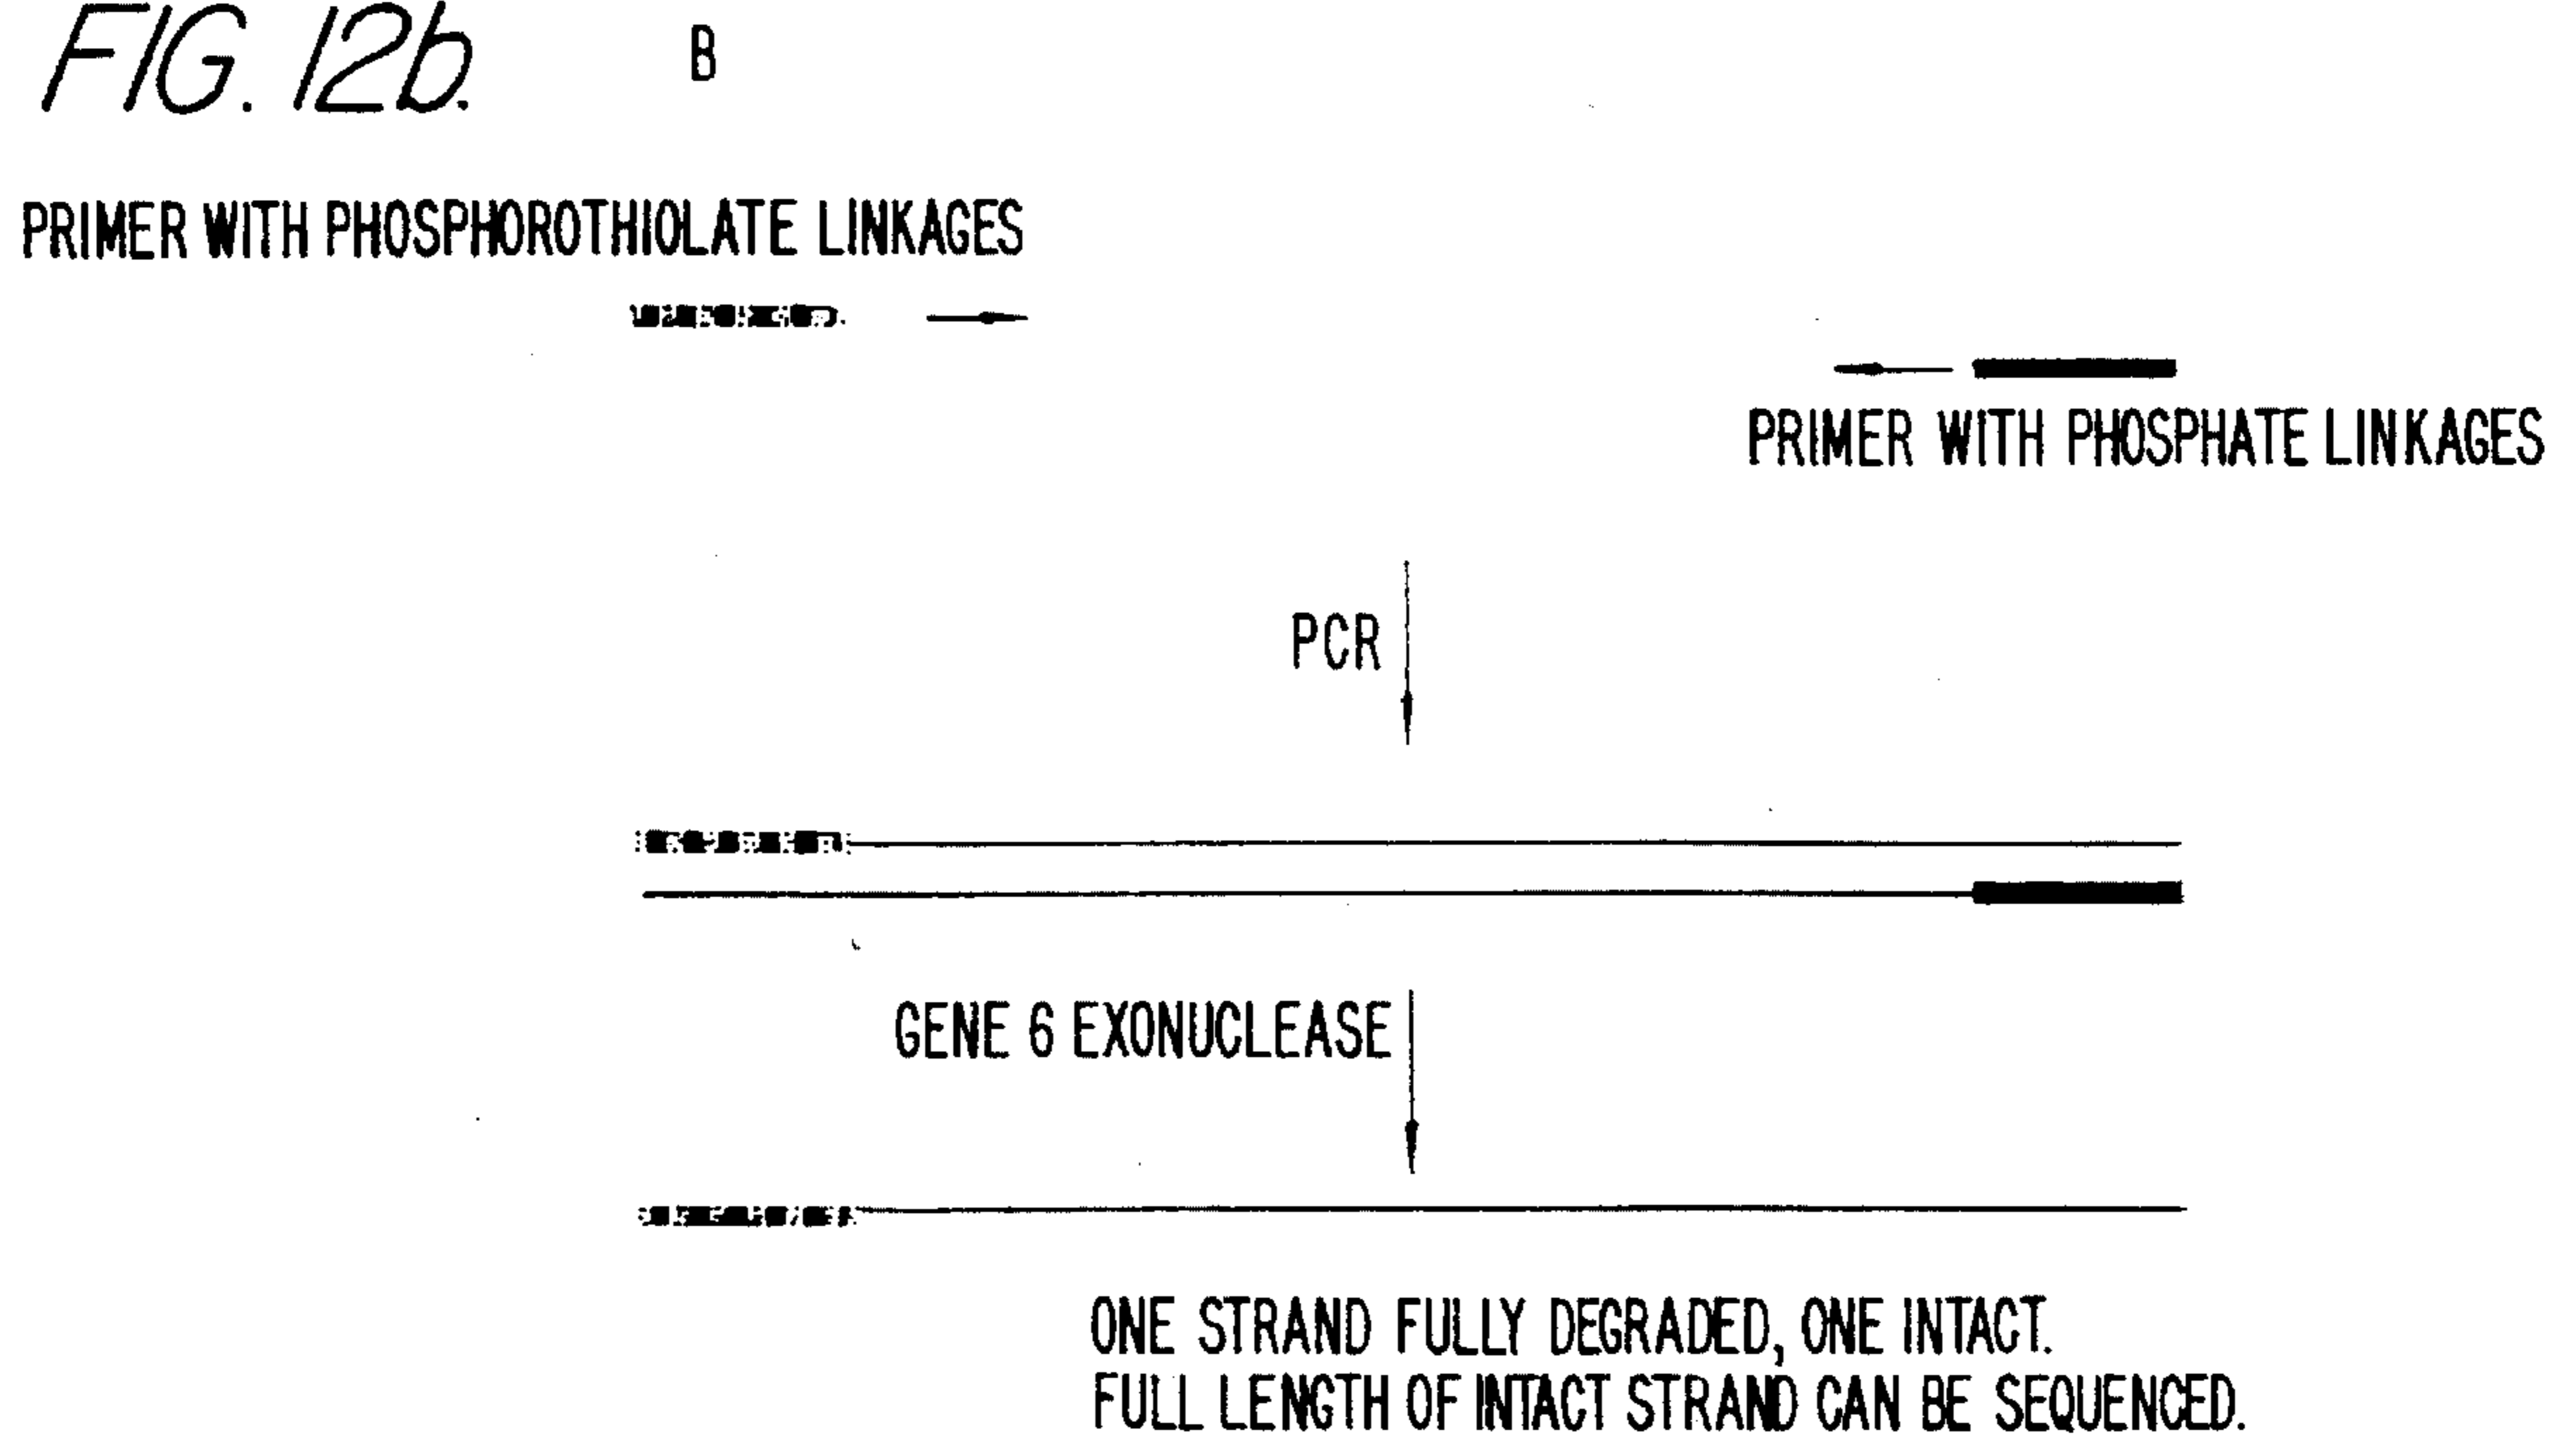 FIG. 12b.
B
PRIMER WITH PHOSPHOROTHIOLATE LINKAGES
PRIMER WITH PHOSPHATE LINKAGES
PCR
GENE 6 EXONUCLEASE
ONE STRAND FULLY DEGRADED, ONE INTACT.
FULL LENGTH OF INTACT STRAND CAN BE SEQUENCED.